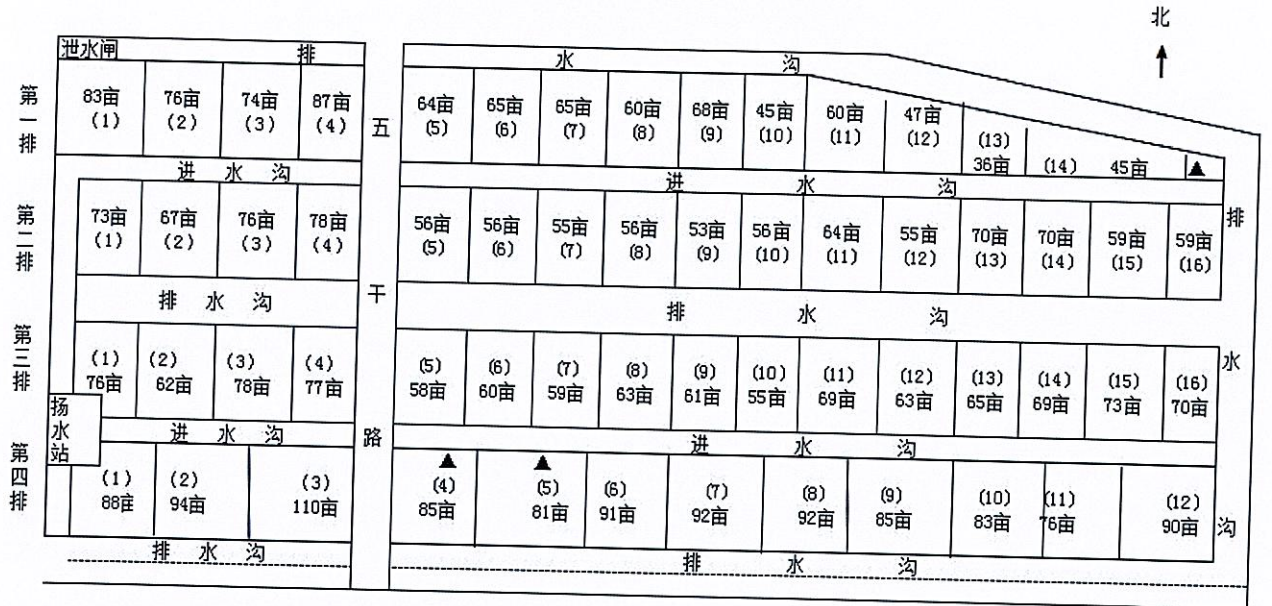 北
泄水闸 排 水 沟
第一排
83亩 (1)
76亩 (2)
74亩 (3)
87亩 (4)
64亩 (5)
65亩 (6)
65亩 (7)
60亩 (8)
68亩 (9)
45亩 (10)
60亩 (11)
47亩 (12)
(13) 36亩
(14) 45亩
进 水 沟
进 水 沟
第二排
73亩 (1)
67亩 (2)
76亩 (3)
78亩 (4)
56亩 (5)
56亩 (6)
55亩 (7)
56亩 (8)
53亩 (9)
56亩 (10)
64亩 (11)
55亩 (12)
70亩 (13)
70亩 (14)
59亩 (15)
59亩 (16)
排 水 沟
排 水 沟
第三排
(1) 76亩
(2) 62亩
(3) 78亩
(4) 77亩
(5) 58亩
(6) 60亩
(7) 59亩
(8) 63亩
(9) 61亩
(10) 55亩
(11) 69亩
(12) 63亩
(13) 65亩
(14) 69亩
(15) 73亩
(16) 70亩
扬水站
进 水 沟
进 水 沟
第四排
(1) 88亩
(2) 94亩
(3) 110亩
(4) 85亩
(5) 81亩
(6) 91亩
(7) 92亩
(8) 92亩
(9) 85亩
(10) 83亩
(11) 76亩
(12) 90亩
排 水 沟
排 水 沟
五干路
排水沟